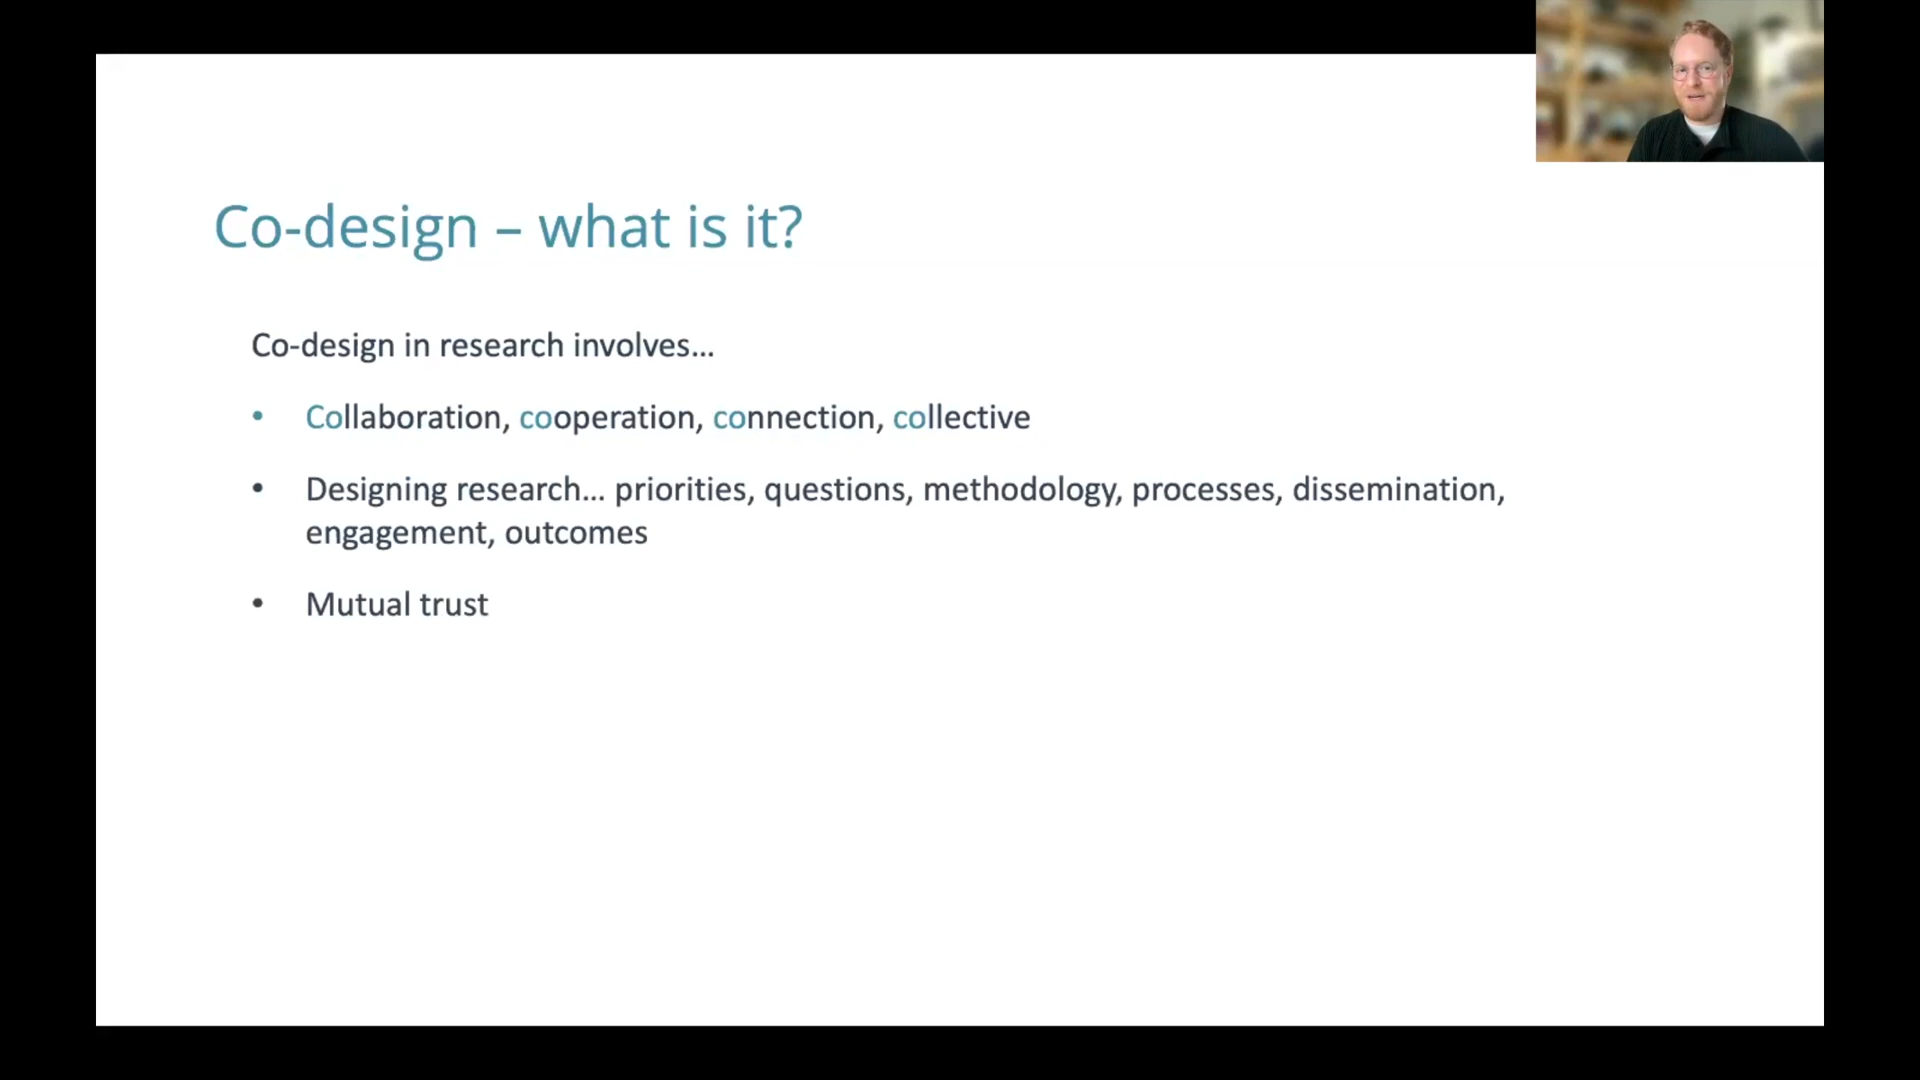 Co-design – what is it?
Co-design in research involves...
• Collaboration, cooperation, connection, collective
• Designing research... priorities, questions, methodology, processes, dissemination,
engagement, outcomes
• Mutual trust